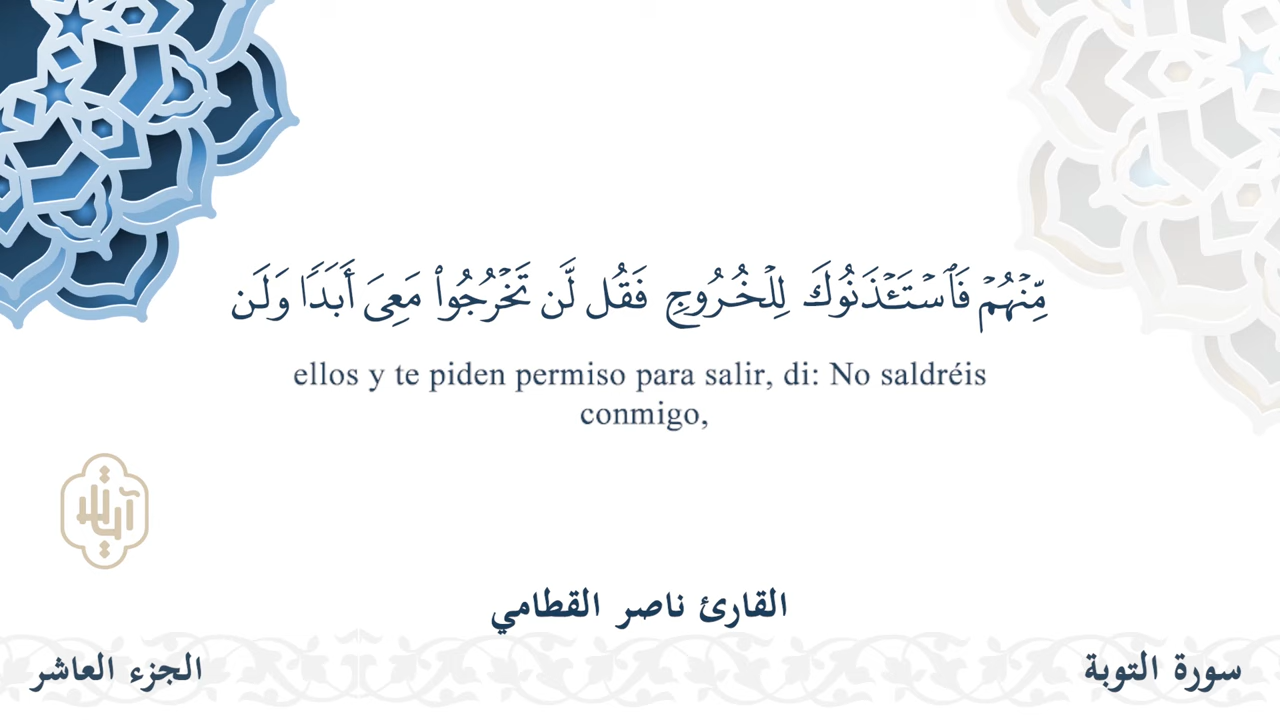 مِّنْهُمْ فَٱسْتَـْٔذَنُوكَ لِلْخُرُوجِ فَقُل لَّن تَخْرُجُوا۟ مَعِىَ أَبَدًا وَلَن
ellos y te piden permiso para salir, di: No saldréis
conmigo,
القارئ ناصر القطامي
سورة التوبة
الجزء العاشر